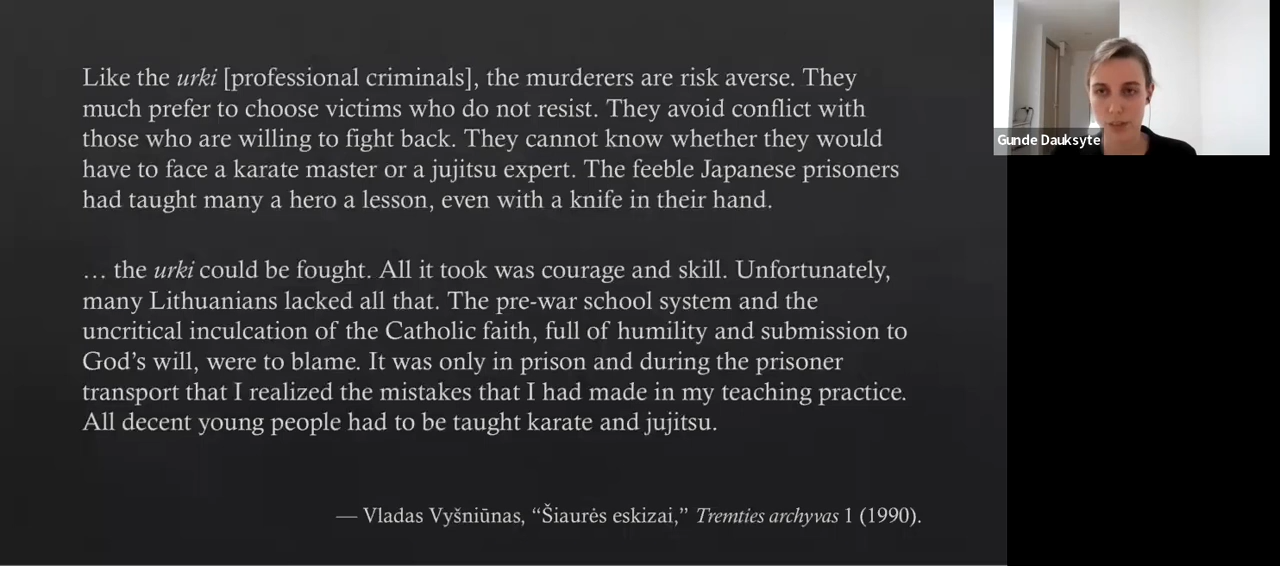 Like the urki [professional criminals], the murderers are risk averse. They
much prefer to choose victims who do not resist. They avoid conflict with
those who are willing to fight back. They cannot know whether they would
have to face a karate master or a jujitsu expert. The feeble Japanese prisoners
had taught many a hero a lesson, even with a knife in their hand.
… the urki could be fought. All it took was courage and skill. Unfortunately,
many Lithuanians lacked all that. The pre-war school system and the
uncritical inculcation of the Catholic faith, full of humility and submission to
God’s will, were to blame. It was only in prison and during the prisoner
transport that I realized the mistakes that I had made in my teaching practice.
All decent young people had to be taught karate and jujitsu.
— Vladas Vyšniūnas, “Šiaurės eskizai,” Tremties archyvas 1 (1990).
Gunde Dauksyte